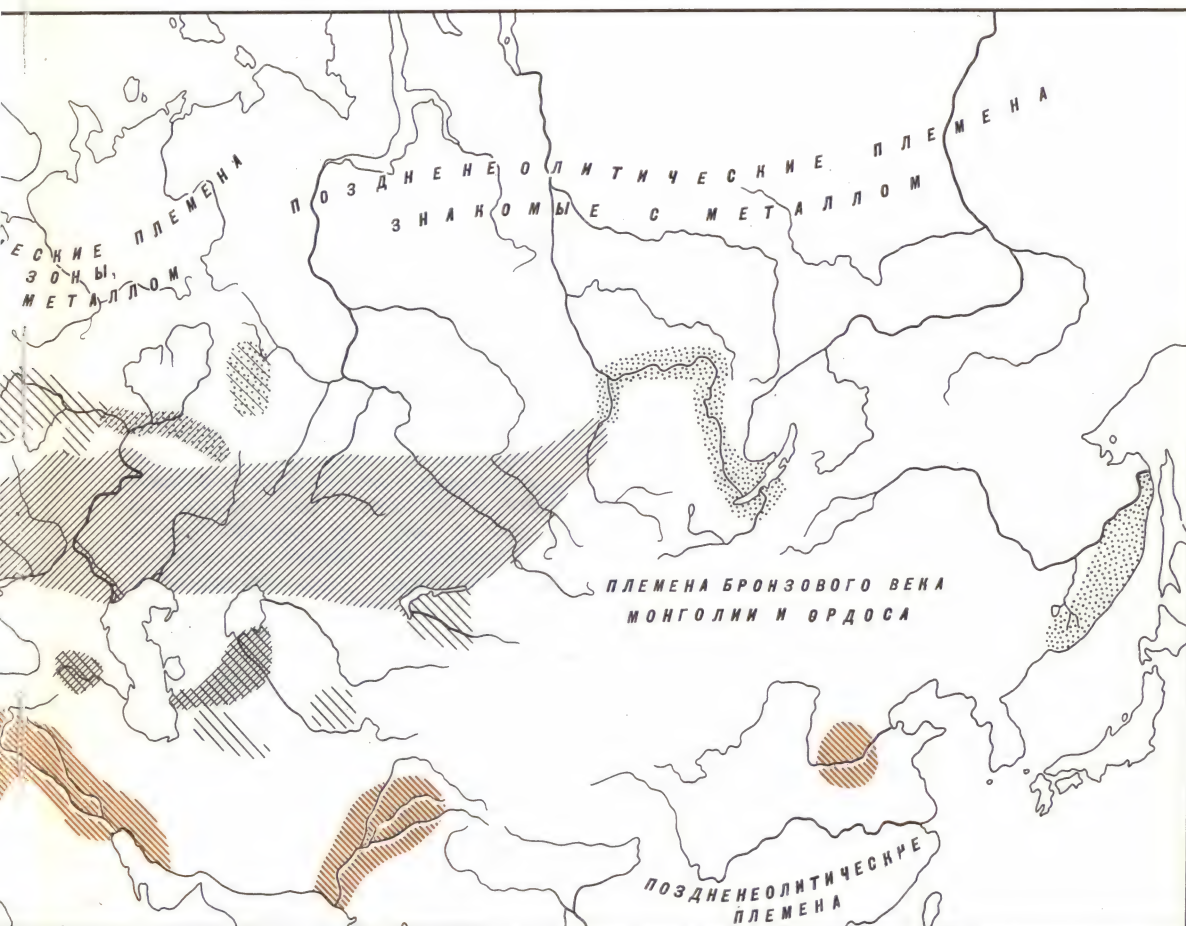 ПОЗДНЕНЕОЛИТИЧЕСКИЕ ПЛЕМЕНА
ЗНАКОМЫЕ С МЕТАЛЛОМ
ЕСКИЕ ПЛЕМЕНА
ЗОНЫ,
МЕТАЛЛОМ
ПЛЕМЕНА БРОНЗОВОГО ВЕКА
МОНГОЛИИ И ОРДОСА
ПОЗДНЕНЕОЛИТИЧЕСКИЕ
ПЛЕМЕНА